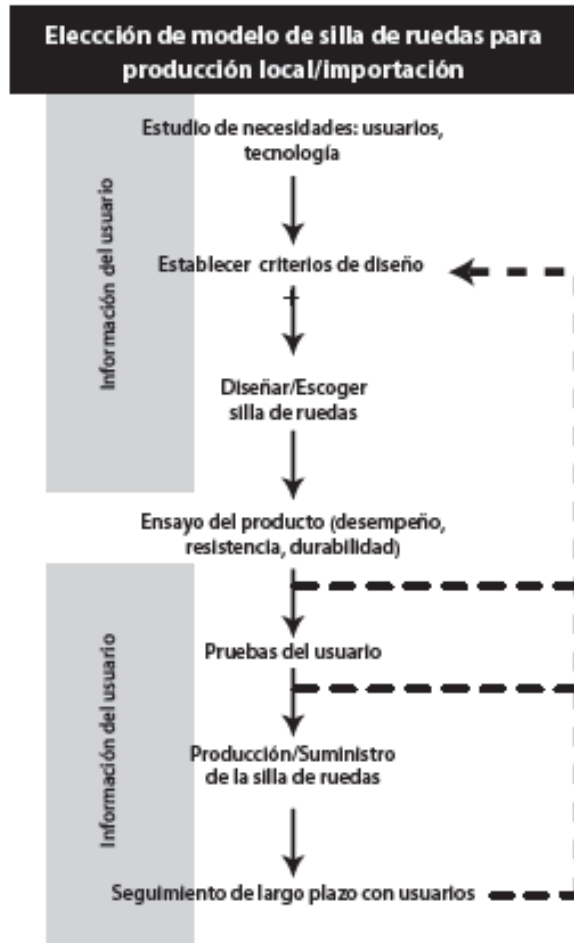 Eleccción de modelo de silla de ruedas para
producción local/importación
Información del usuario
Estudio de necesidades: usuarios,
tecnología
Establecer criterios de diseño
Diseñar/Escoger
silla de ruedas
Ensayo del producto (desempeño,
resistencia, durabilidad)
Información del usuario
Pruebas del usuario
Producción/Suministro
de la silla de ruedas
Seguimiento de largo plazo con usuarios